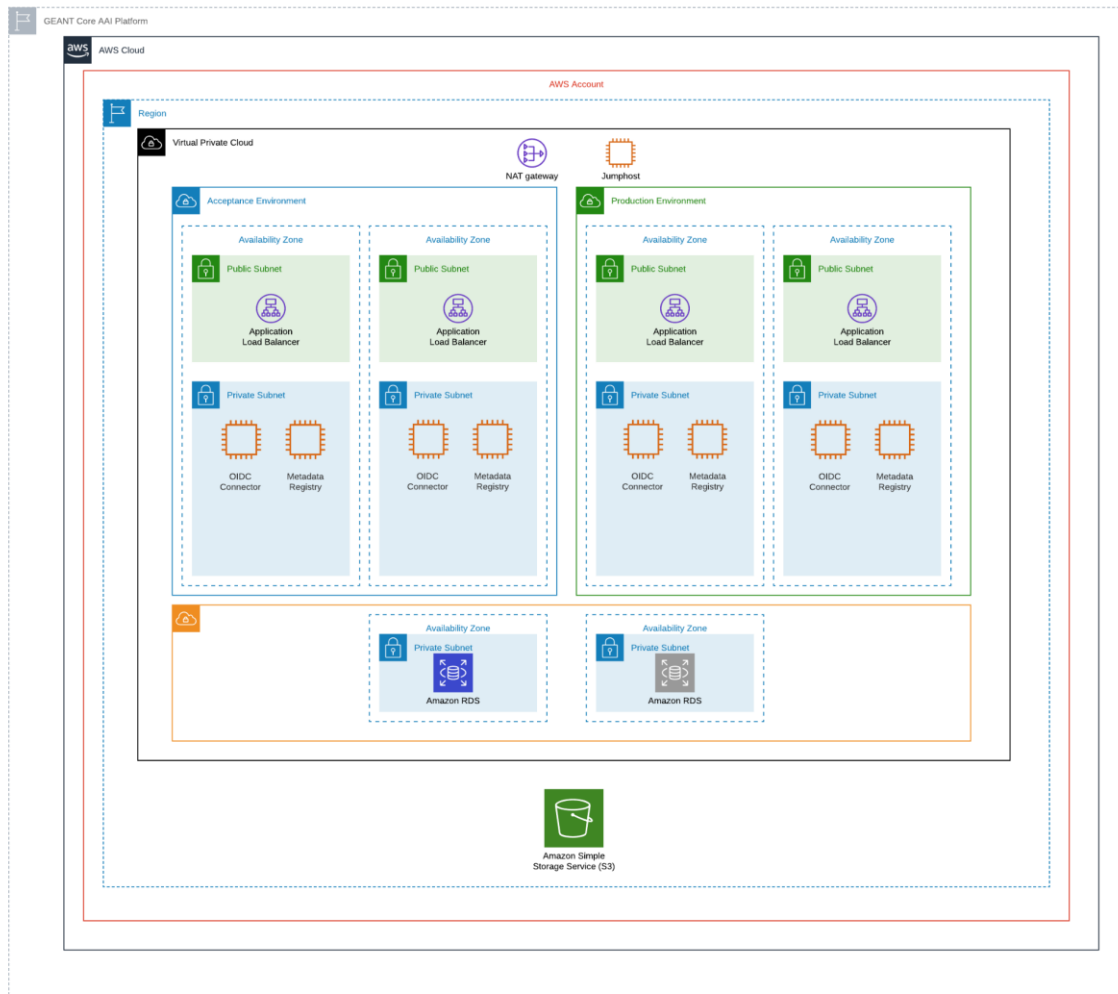 GEANT Core AAI Platform
aws
AWS Cloud
AWS Account
Region
Virtual Private Cloud
NAT gateway
Jumphost
Acceptance Environment
Production Environment
Availability Zone
Availability Zone
Availability Zone
Availability Zone
Public Subnet
Public Subnet
Public Subnet
Public Subnet
Application
Load Balancer
Application
Load Balancer
Application
Load Balancer
Application
Load Balancer
Private Subnet
Private Subnet
Private Subnet
Private Subnet
OIDC
Connector
Metadata
Registry
OIDC
Connector
Metadata
Registry
OIDC
Connector
Metadata
Registry
OIDC
Connector
Metadata
Registry
Availability Zone
Availability Zone
Private Subnet
Private Subnet
Amazon RDS
Amazon RDS
Amazon Simple
Storage Service (S3)